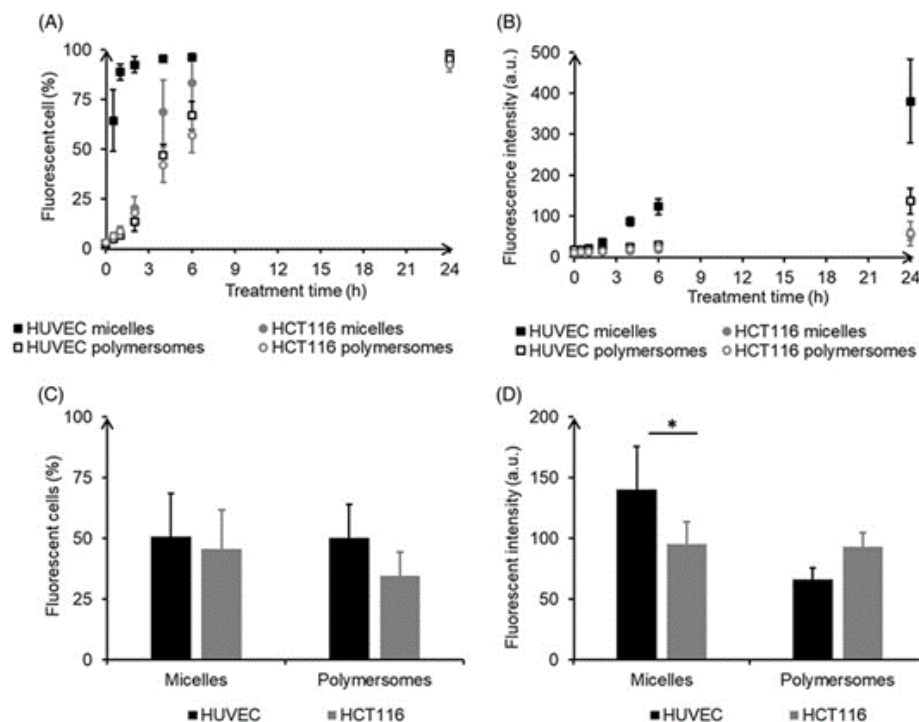 (A)
Fluorescent cell (%)
100
75
50
25
0
0 3 6 9 12 15 18 21 24
Treatment time (h)
HUVEC micelles HCT116 micelles
HUVEC polymersomes HCT116 polymersomes
(B)
Fluorescence intensity (a.u.)
500
400
300
200
100
0
0 3 6 9 12 15 18 21 24
Treatment time (h)
HUVEC micelles HCT116 micelles
HUVEC polymersomes HCT116 polymersomes
(C)
Fluorescent cells (%)
100
75
50
25
0
Micelles Polymersomes
HUVEC HCT116
(D)
Fluorescent intensity (a.u.)
200
150
100
50
0
*
Micelles Polymersomes
HUVEC HCT116